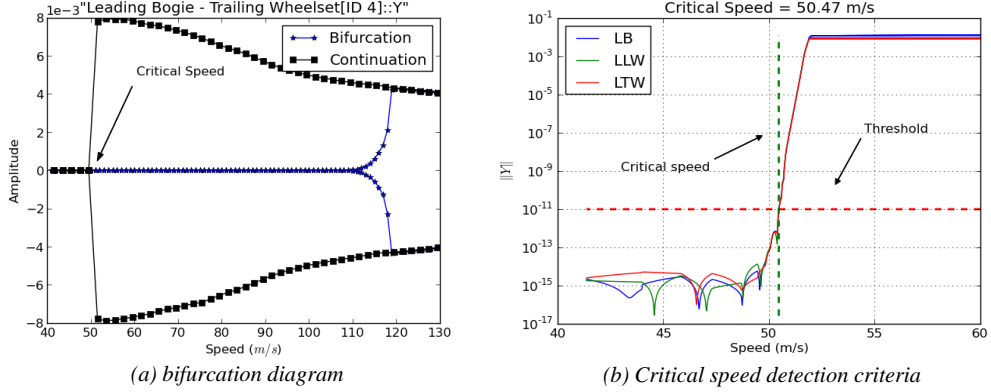 1e−3"Leading Bogie - Trailing Wheelset[ID 4]::Y"
8
6
4
2
0
−2
−4
−6
−8
Amplitude
Bifurcation
Continuation
Critical Speed
40 50 60 70 80 90 100 110 120 130
Speed (m/s)
(a) bifurcation diagram
Critical Speed = 50.47 m/s
10^-1
10^-3
10^-5
10^-7
10^-9
10^-11
10^-13
10^-15
10^-17
||Y||
LB
LLW
LTW
Threshold
Critical speed
40 45 50 55 60
Speed (m/s)
(b) Critical speed detection criteria